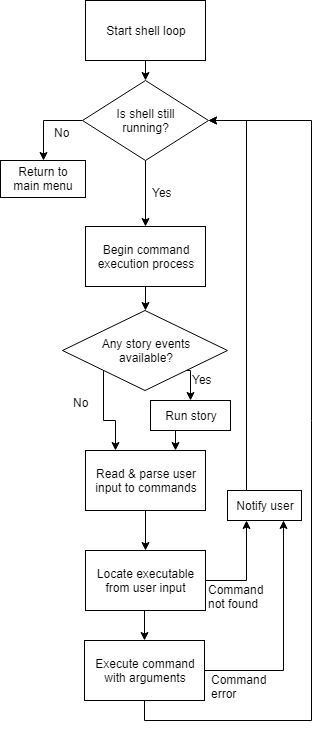 Start shell loop
Is shell still
running?
No
Return to
main menu
Yes
Begin command
execution process
Any story events
available?
Yes
No
Run story
Read & parse user
input to commands
Notify user
Locate executable
from user input
Command
not found
Execute command
with arguments
Command
error